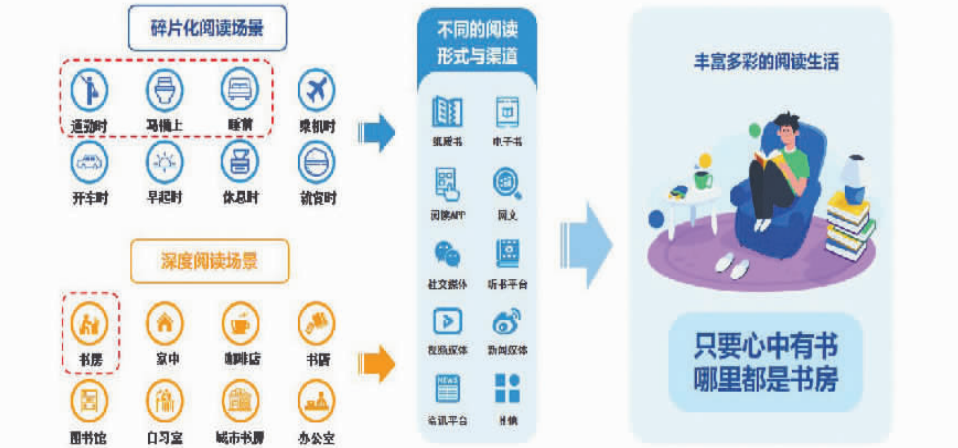 碎片化阅读场景
通勤时
马桶上
睡前
乘机时
开车时
早起时
休息时
就餐时
深度阅读场景
书房
家中
咖啡店
书店
图书馆
自习室
城市书房
办公室
不同的阅读
形式与渠道
纸质书
电子书
阅读APP
网文
社交媒体
听书平台
视频媒体
新闻媒体
NEWS
资讯平台
丰富多彩的阅读生活
只要心中有书
哪里都是书房